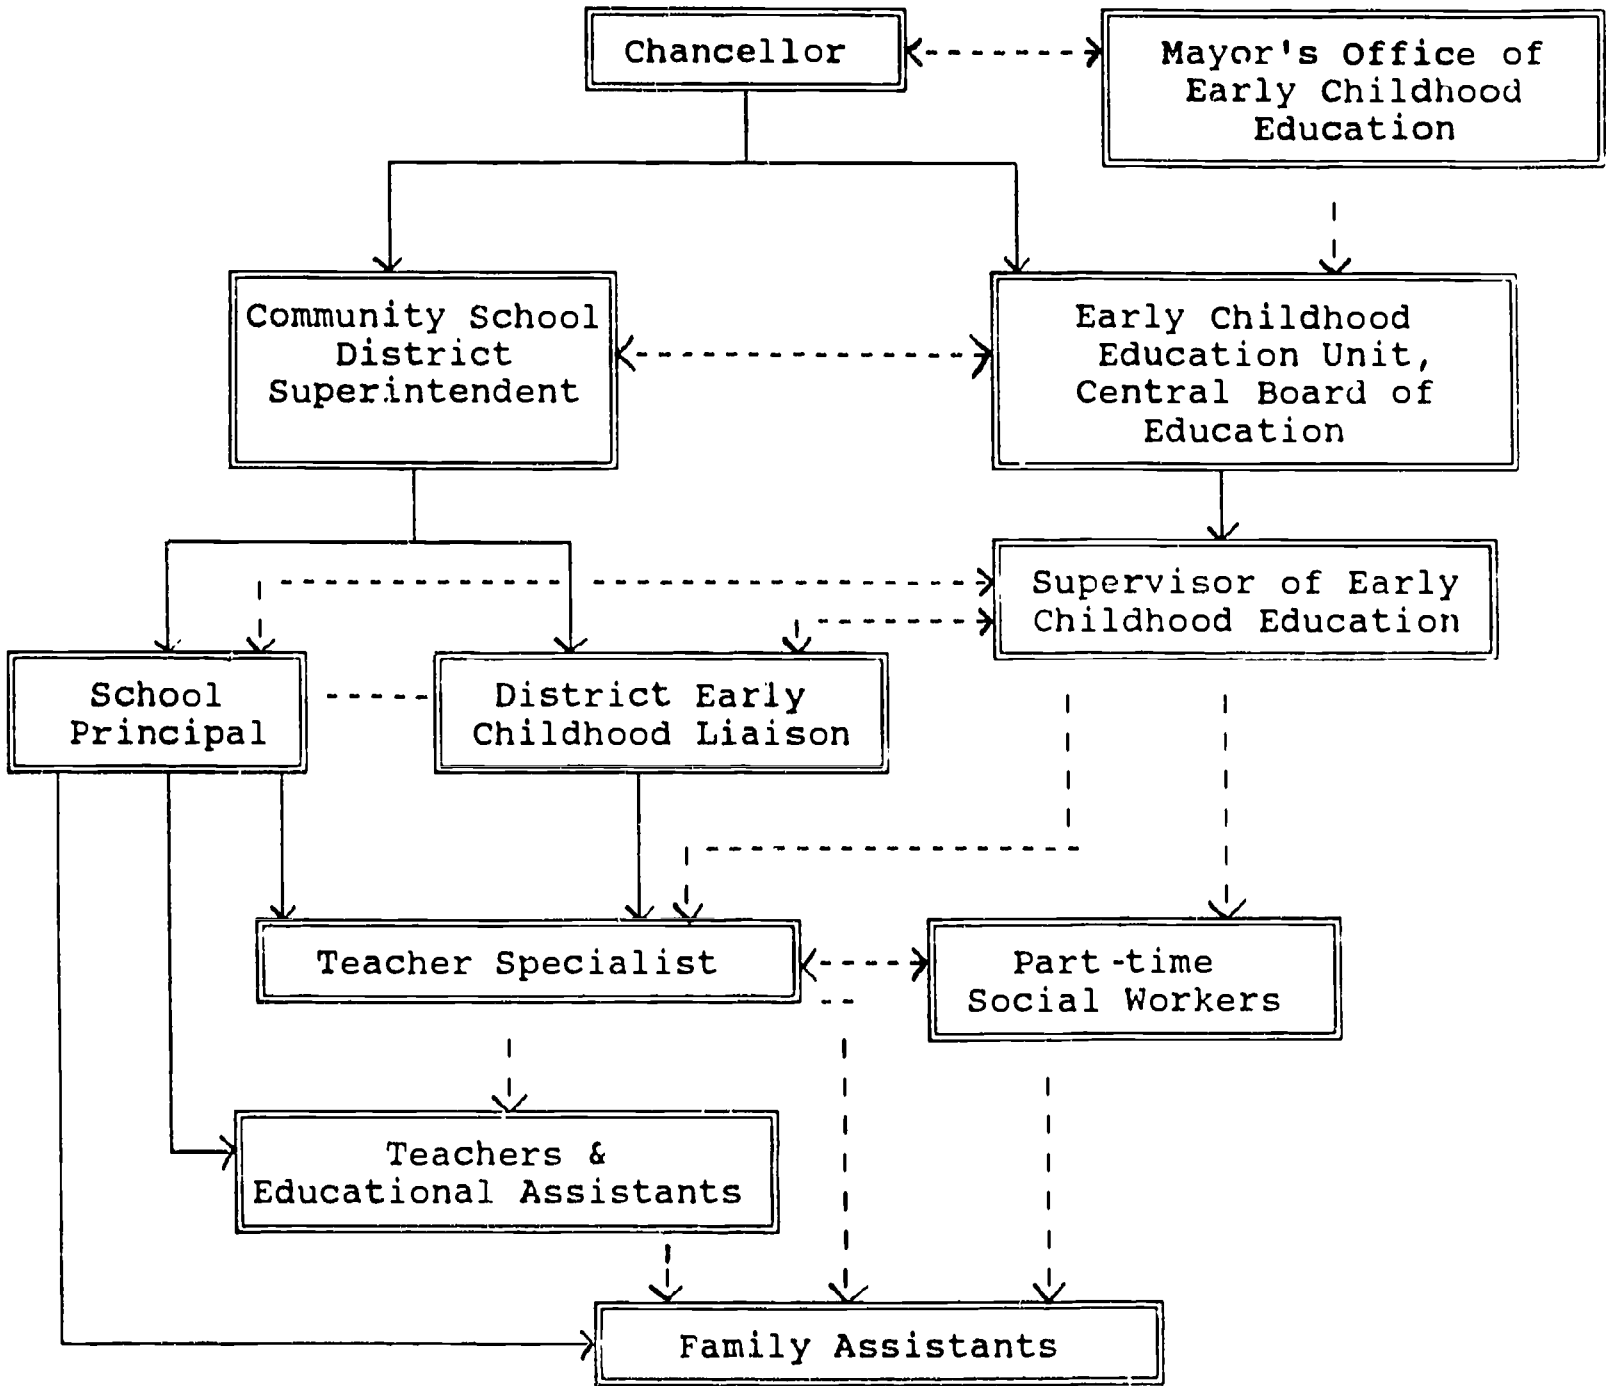 Chancellor
Mayor's Office of
Early Childhood
Education
Community School
District
Superintendent
Early Childhood
Education Unit,
Central Board of
Education
Supervisor of Early
Childhood Education
School
Principal
District Early
Childhood Liaison
Teacher Specialist
Part-time
Social Workers
Teachers &
Educational Assistants
Family Assistants